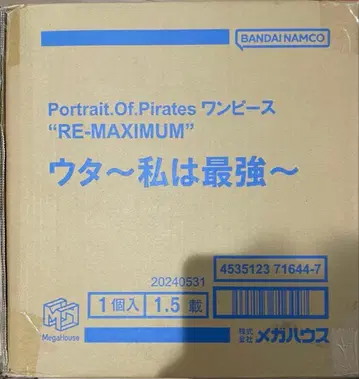 BANDAI NAMCO
Portrait.Of.Pirates ワンピース
“RE-MAXIMUM”
ウタ～私は最強～
20240531
4535123 71644-7
1個入 1.5載
MegaHouse
株式会社 メガハウス